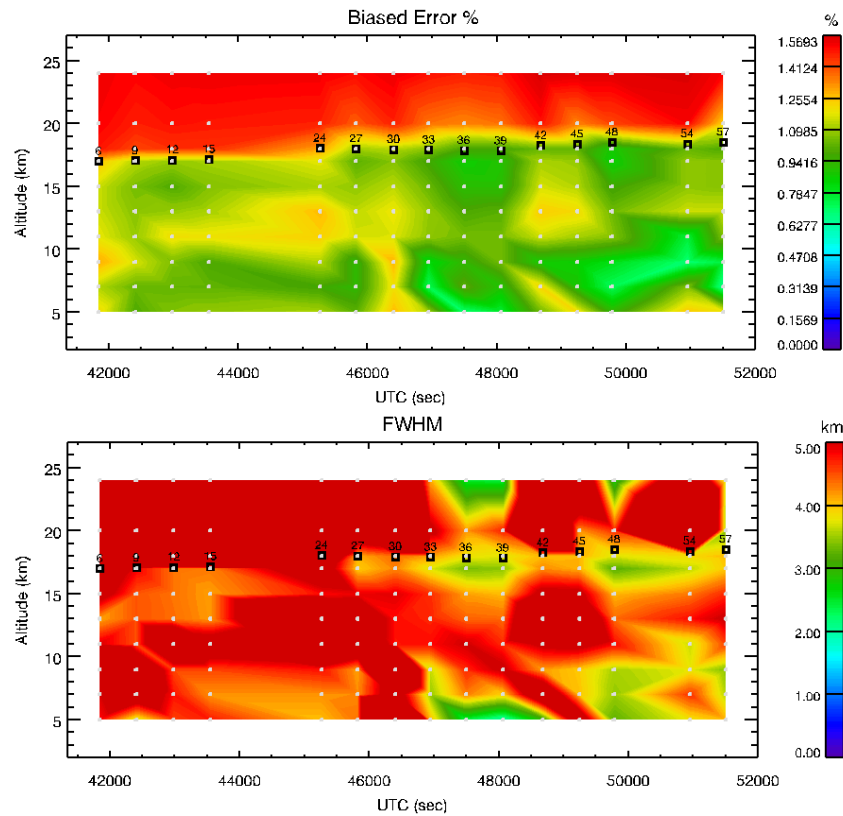 Biased Error %
%
25
20
15
10
5
Altitude (km)
6 9 12 15 24 27 30 33 36 39 42 45 48 54 57
1.5693
1.4124
1.2554
1.0985
0.9416
0.7847
0.6277
0.4708
0.3139
0.1569
0.0000
42000 44000 46000 48000 50000 52000
UTC (sec)
FWHM
km
25
20
15
10
5
Altitude (km)
6 9 12 15 24 27 30 33 36 39 42 45 48 54 57
5.00
4.00
3.00
2.00
1.00
0.00
42000 44000 46000 48000 50000 52000
UTC (sec)